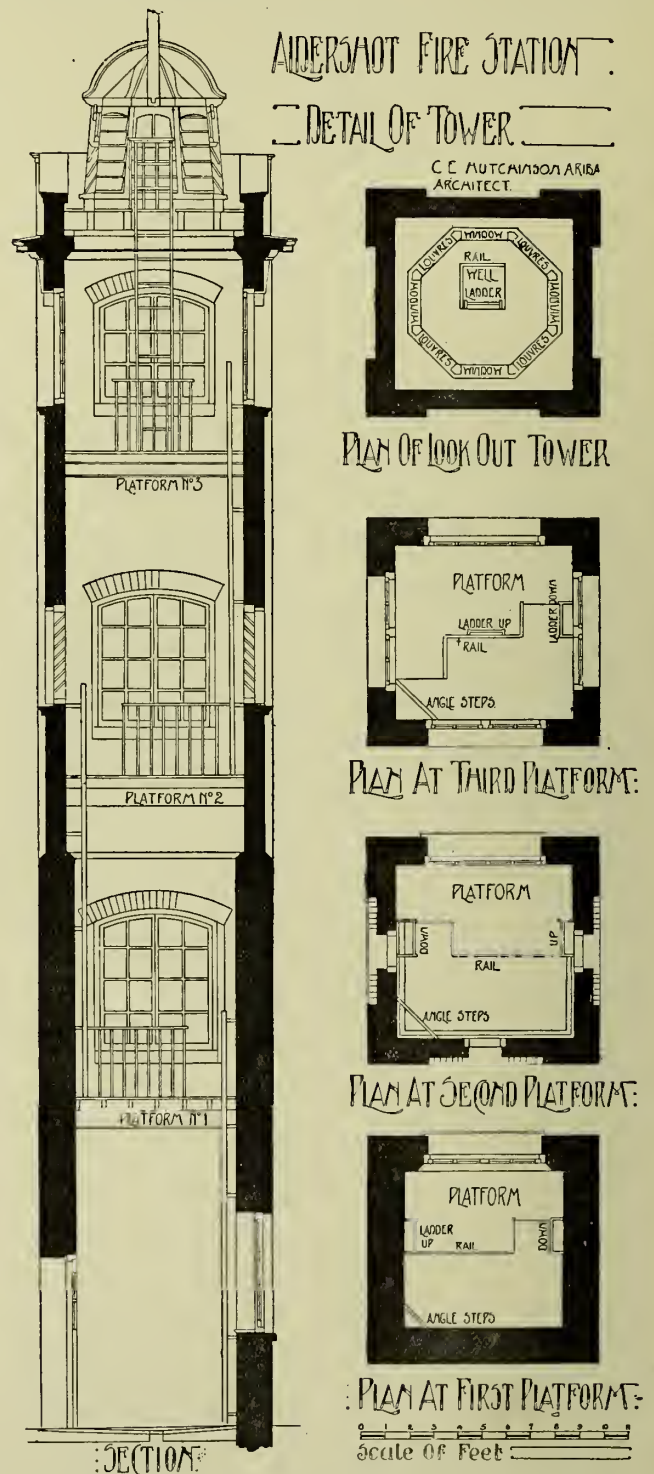 ALDERSHOT FIRE STATION
DETAIL OF TOWER
C E HUTCHINSON ARIBA
ARCHITECT.
WINDOW
LOUVRES
LOUVRES
RAIL
WELL
LADDER
WINDOW
WINDOW
LOUVRES
LOUVRES
WINDOW
PLAN OF LOOK OUT TOWER
PLATFORM Nº3
PLATFORM
LADDER DOWN
LADDER UP
RAIL
ANGLE STEPS
PLAN AT THIRD PLATFORM:
PLATFORM Nº2
PLATFORM
DOWN
UP
RAIL
ANGLE STEPS
PLAN AT SECOND PLATFORM:
PLATFORM Nº1
PLATFORM
LADDER
UP RAIL
DOWN
ANGLE STEPS
:PLAN AT FIRST PLATFORM:
0 1 2 3 4 5 6 7 8 9 10 11
Scale Of Feet
:SECTION: